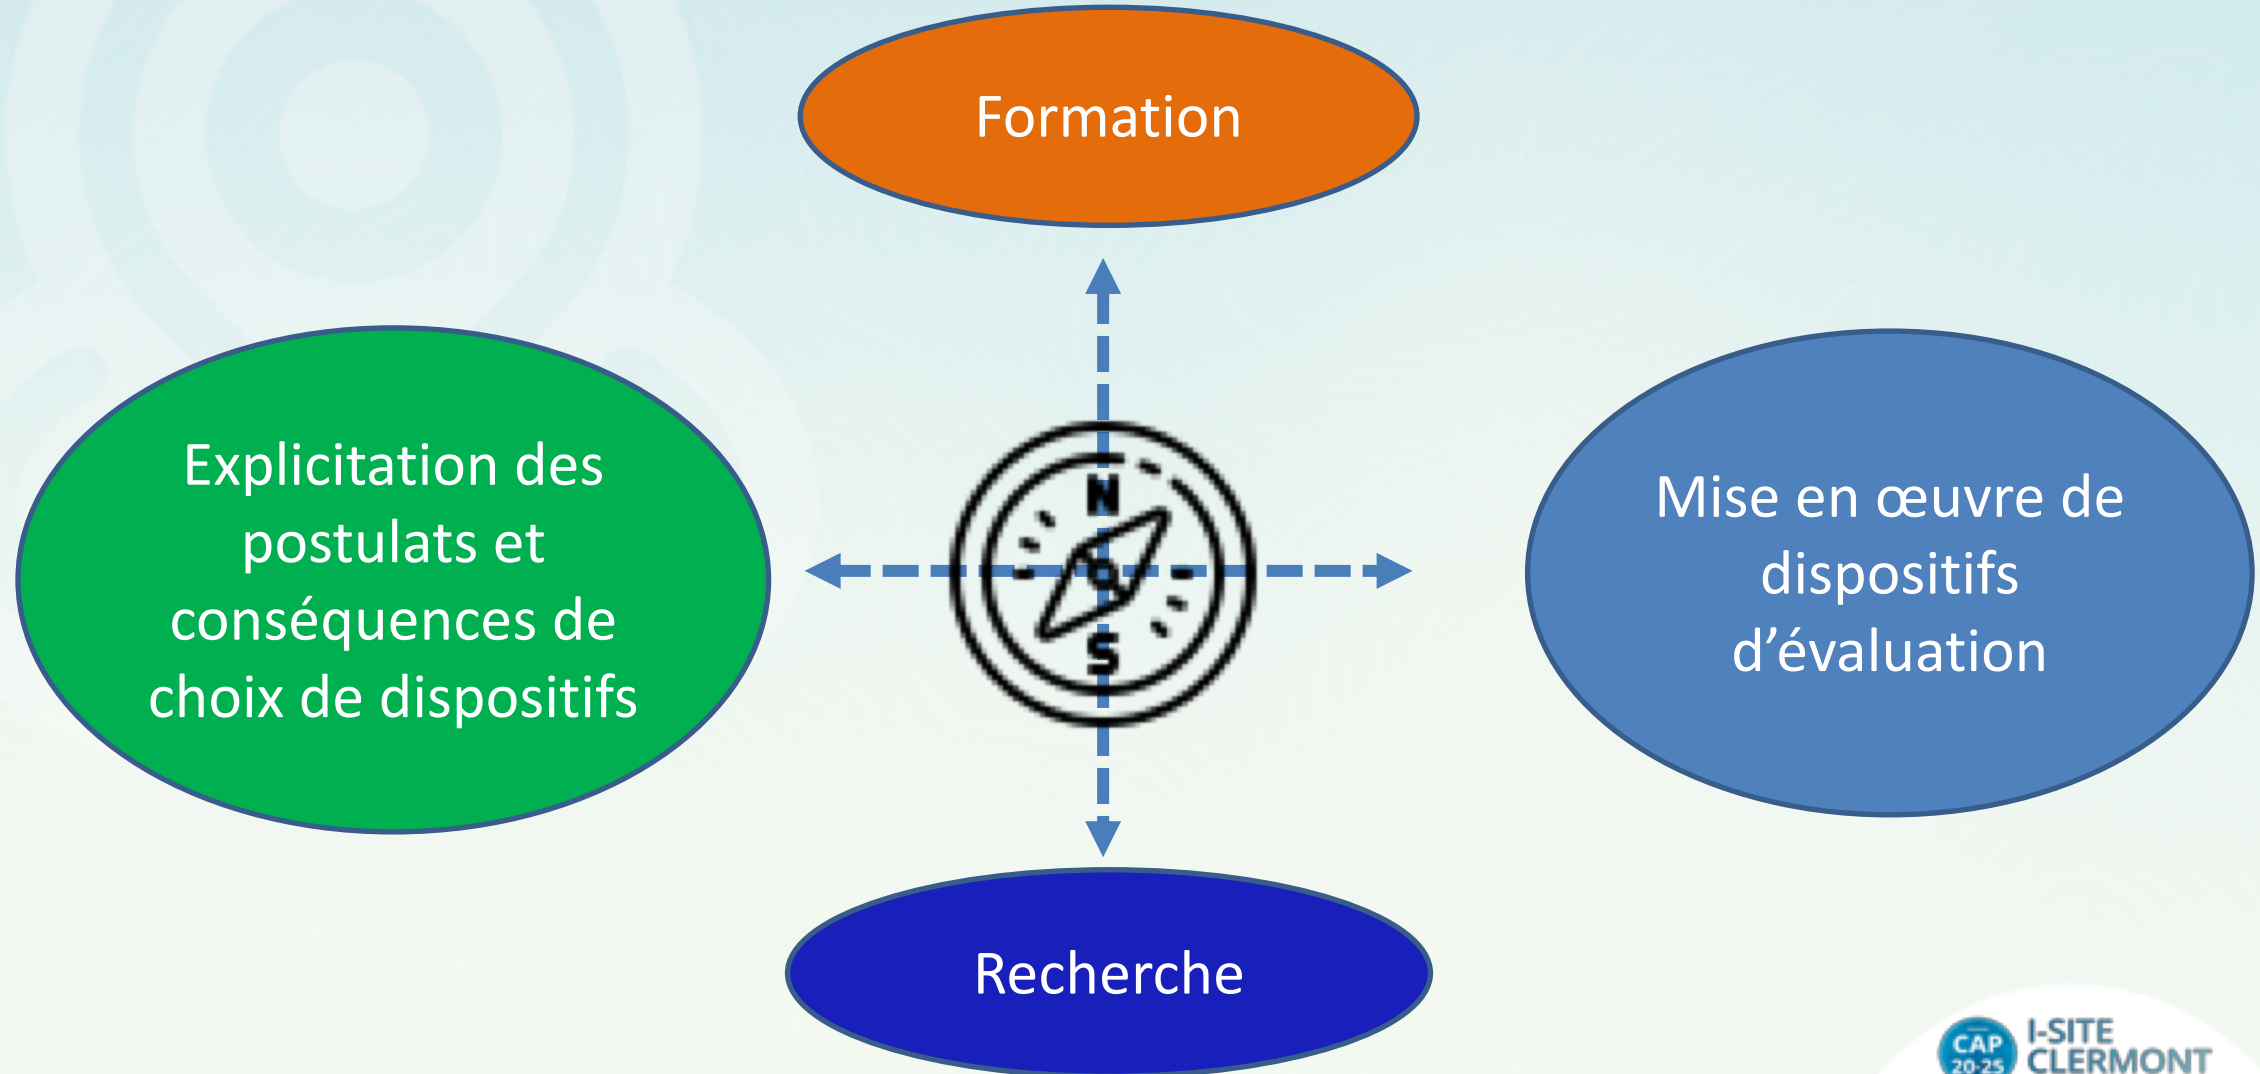 Formation
Explicitation des
postulats et
conséquences de
choix de dispositifs
N
S
Mise en œuvre de
dispositifs
d’évaluation
Recherche
CAP
20-25
I-SITE
CLERMONT